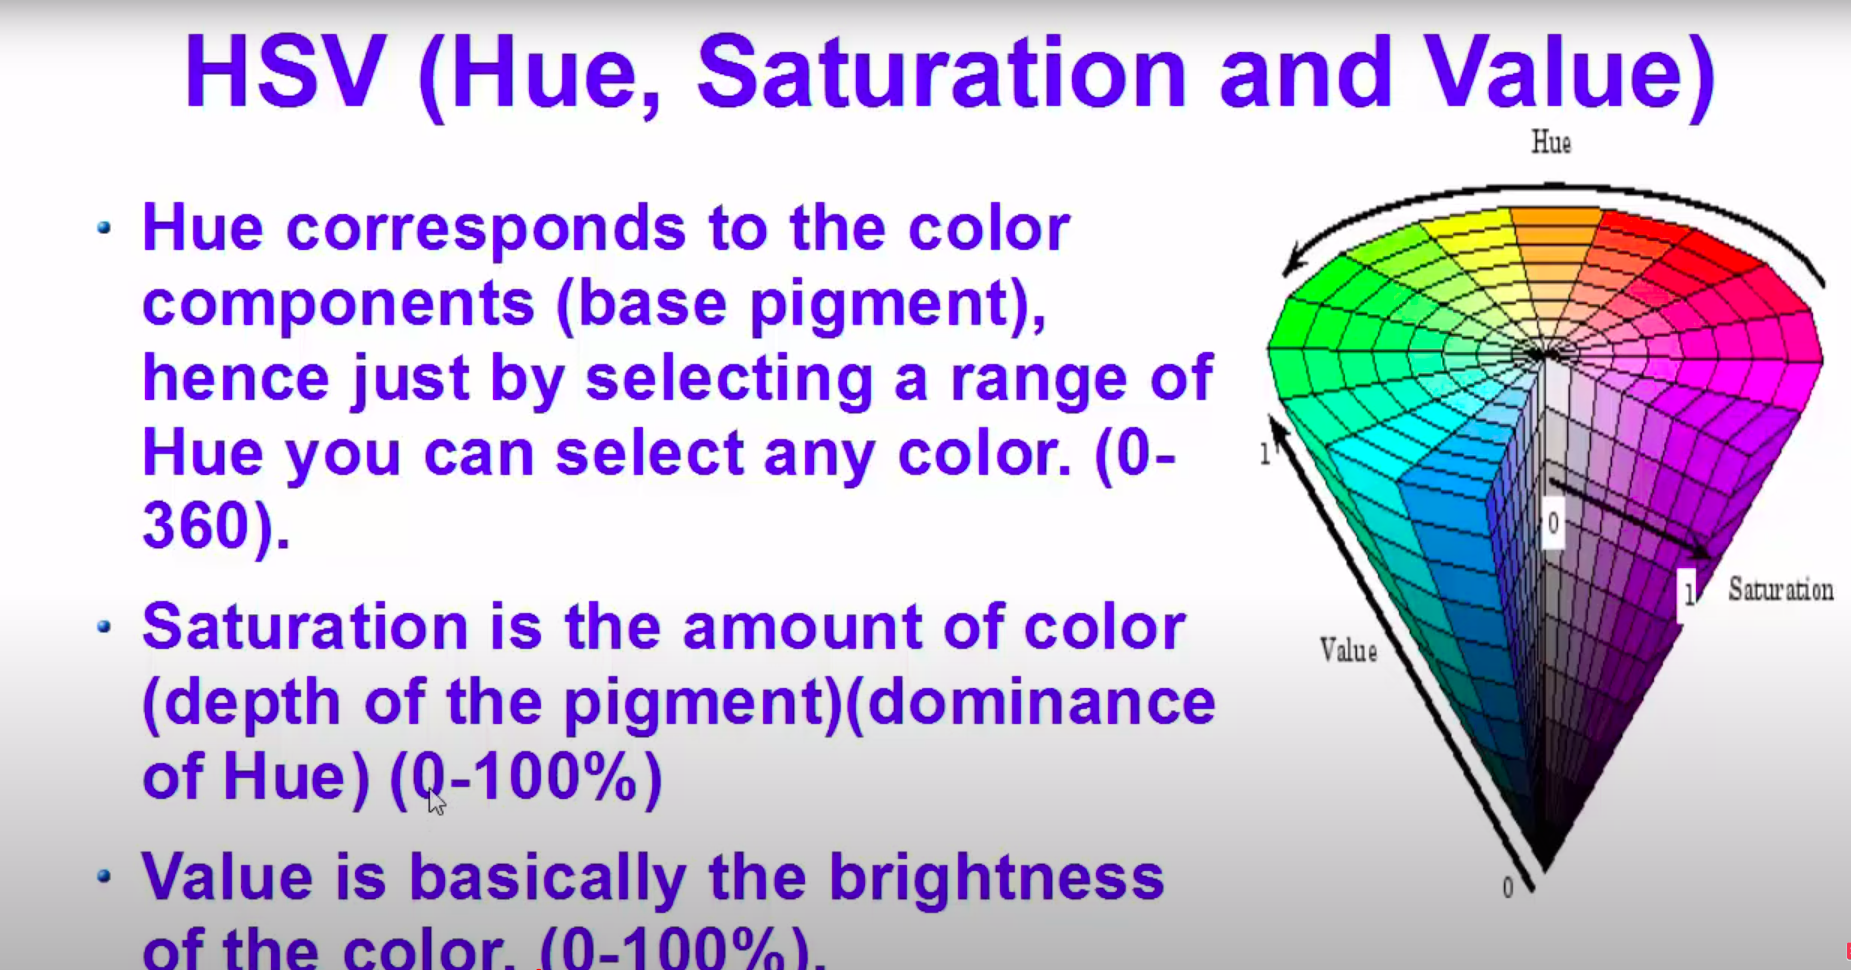 HSV (Hue, Saturation and Value)
Hue
• Hue corresponds to the color
components (base pigment),
hence just by selecting a range of
Hue you can select any color. (0-
360).
• Saturation is the amount of color
(depth of the pigment)(dominance
of Hue) (0-100%)
• Value is basically the brightness
of the color. (0-100%).
1
0
1
Saturation
Value
0